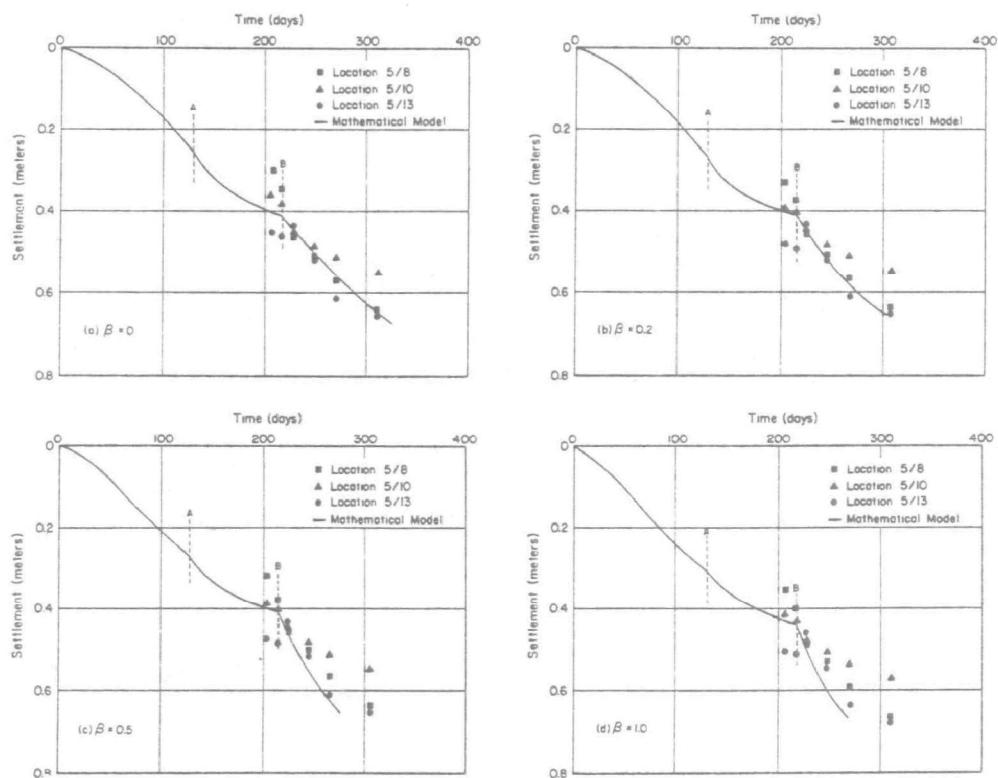 Time (days)
0 100 200 300 400
Settlement (meters)
0
0.2
0.4
0.6
0.8
■ Location 5/8
▲ Location 5/10
● Location 5/13
— Mathematical Model
A
B
(a) β = 0
Time (days)
0 100 200 300 400
Settlement (meters)
0
0.2
0.4
0.6
0.8
■ Location 5/8
▲ Location 5/10
● Location 5/13
— Mathematical Model
A
B
(b) β = 0.2
Time (days)
0 100 200 300 400
Settlement (meters)
0
0.2
0.4
0.6
0.8
■ Location 5/8
▲ Location 5/10
● Location 5/13
— Mathematical Model
A
B
(c) β = 0.5
Time (days)
0 100 200 300 400
Settlement (meters)
0
0.2
0.4
0.6
0.8
■ Location 5/8
▲ Location 5/10
● Location 5/13
— Mathematical Model
A
B
(d) β = 1.0